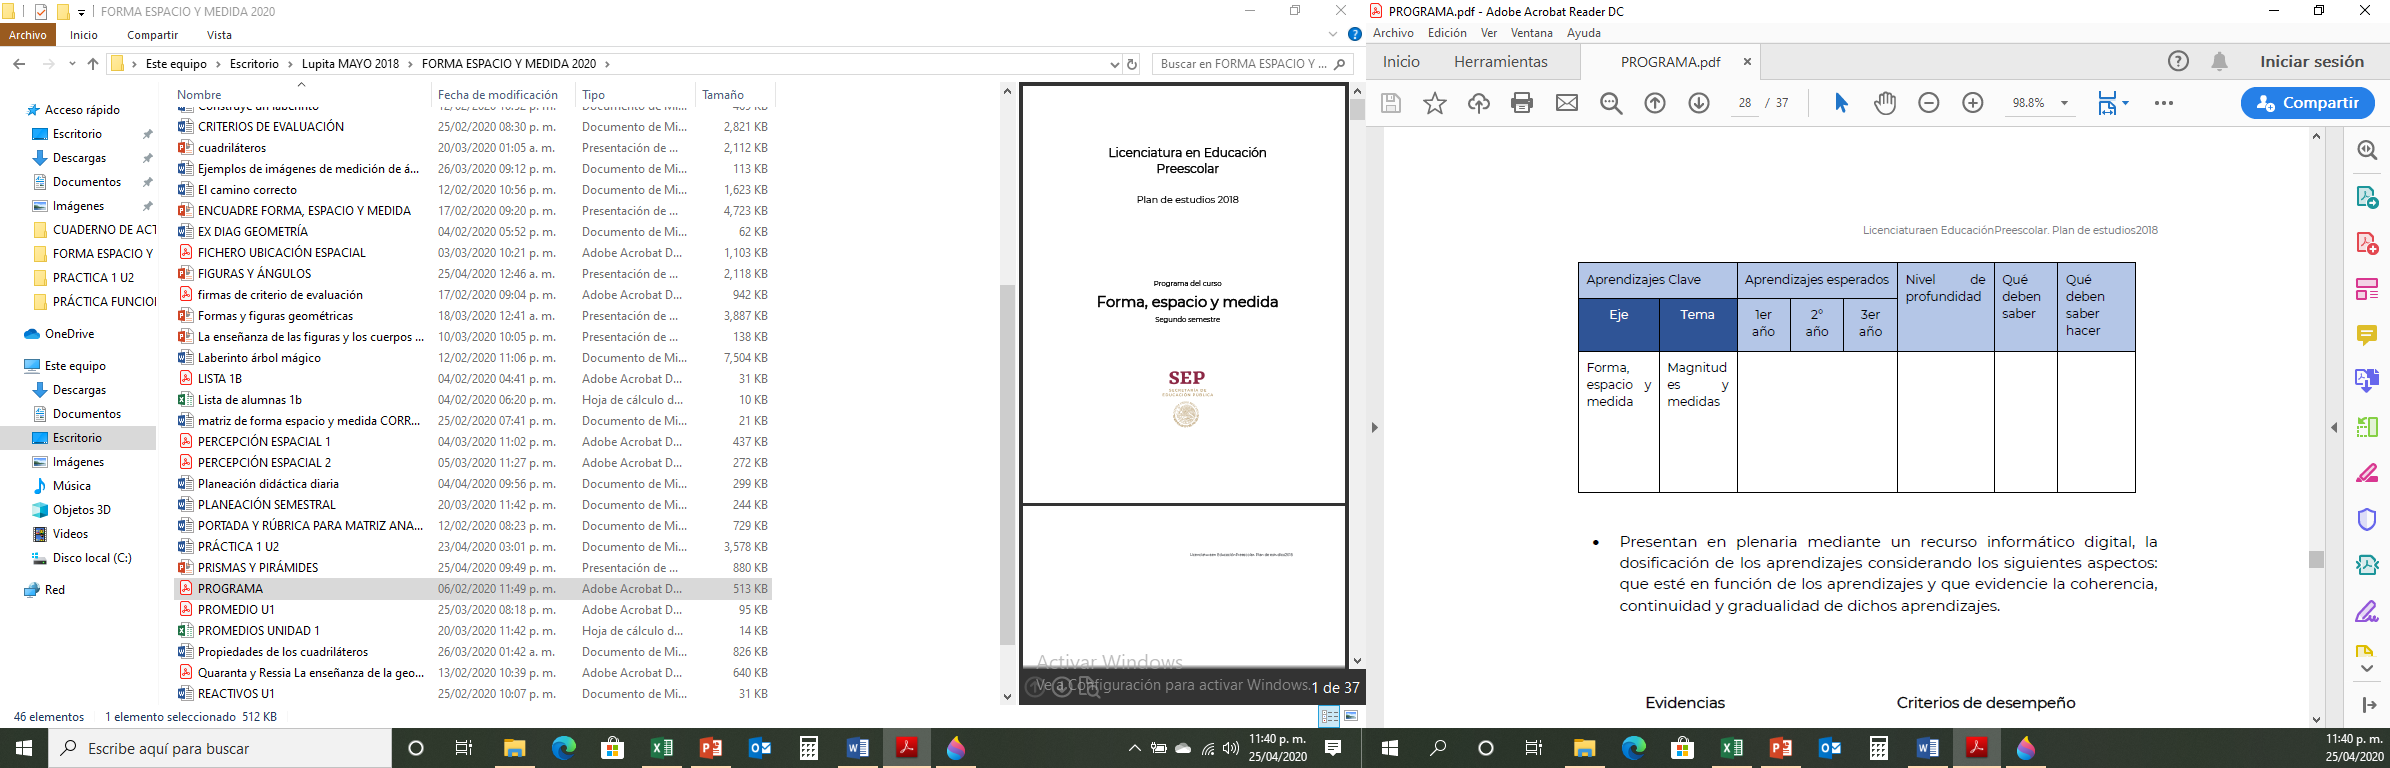 FORMA ESPACIO Y MEDIDA 2020
Archivo Inicio Compartir Vista
Este equipo Escritorio Lupita MAYO 2018 FORMA ESPACIO Y MEDIDA 2020
Buscar en FORMA ESPACIO Y ...
Acceso rápido
Escritorio
Descargas
Documentos
Imágenes
CUADERNO DE ACT
FORMA ESPACIO Y
PRACTICA 1 U2
PRÁCTICA FUNCIO
OneDrive
Este equipo
Descargas
Documentos
Escritorio
Imágenes
Música
Objetos 3D
Videos
Disco local (C:)
Red
Nombre Fecha de modificación Tipo Tamaño
Construye un laberinto 12/02/2020 10:52 p. m. Documento de Mi... 469 KB
CRITERIOS DE EVALUACIÓN 25/02/2020 08:30 p. m. Documento de Mi... 2,821 KB
cuadriláteros 20/03/2020 01:05 a. m. Presentación de ... 2,112 KB
Ejemplos de imágenes de medición de á... 26/03/2020 09:12 p. m. Documento de Mi... 113 KB
El camino correcto 12/02/2020 10:56 p. m. Documento de Mi... 1,623 KB
ENCUADRE FORMA, ESPACIO Y MEDIDA 17/02/2020 09:20 p. m. Presentación de ... 4,723 KB
EX DIAG GEOMETRÍA 04/02/2020 05:52 p. m. Documento de Mi... 62 KB
FICHERO UBICACIÓN ESPACIAL 03/03/2020 10:21 p. m. Adobe Acrobat D... 1,103 KB
FIGURAS Y ÁNGULOS 25/04/2020 12:46 a. m. Presentación de ... 2,118 KB
firmas de criterio de evaluación 17/02/2020 09:04 p. m. Adobe Acrobat D... 942 KB
Formas y figuras geométricas 18/03/2020 12:41 a. m. Presentación de ... 3,887 KB
La enseñanza de las figuras y los cuerpos ... 10/03/2020 10:05 p. m. Presentación de ... 138 KB
Laberinto árbol mágico 12/02/2020 11:06 p. m. Documento de Mi... 7,504 KB
LISTA 1B 04/02/2020 04:41 p. m. Adobe Acrobat D... 31 KB
Lista de alumnas 1b 04/02/2020 06:20 p. m. Hoja de cálculo d... 10 KB
matriz de forma espacio y medida CORR... 25/02/2020 07:41 p. m. Documento de Mi... 21 KB
PERCEPCIÓN ESPACIAL 1 04/03/2020 11:02 p. m. Adobe Acrobat D... 437 KB
PERCEPCIÓN ESPACIAL 2 05/03/2020 11:27 p. m. Adobe Acrobat D... 272 KB
Planeación didáctica diaria 04/04/2020 09:56 p. m. Documento de Mi... 299 KB
PLANEACIÓN SEMESTRAL 20/03/2020 11:42 p. m. Documento de Mi... 244 KB
PORTADA Y RÚBRICA PARA MATRIZ ANA... 12/02/2020 08:23 p. m. Documento de Mi... 729 KB
PRÁCTICA 1 U2 23/04/2020 03:01 p. m. Documento de Mi... 3,578 KB
PRISMAS Y PIRÁMIDES 25/04/2020 09:49 p. m. Presentación de ... 880 KB
PROGRAMA 06/02/2020 11:49 p. m. Adobe Acrobat D... 513 KB
PROMEDIO U1 25/03/2020 08:18 p. m. Adobe Acrobat D... 95 KB
PROMEDIOS UNIDAD 1 20/03/2020 11:42 p. m. Hoja de cálculo d... 14 KB
Propiedades de los cuadriláteros 26/03/2020 01:42 a. m. Documento de Mi... 826 KB
Quaranta y Ressia La enseñanza de la geo... 13/02/2020 10:39 p. m. Adobe Acrobat D... 640 KB
REACTIVOS U1 25/02/2020 10:07 p. m. Documento de Mi... 31 KB
46 elementos 1 elemento seleccionado 512 KB
Licenciatura en Educación
Preescolar
Plan de estudios 2018
Programa del curso
Forma, espacio y medida
Segundo semestre
SEP
SECRETARÍA DE
EDUCACIÓN PÚBLICA
Licenciaturaen EducaciónPreescolar. Plan de estudios2018
Activar Windows
Ve a Configuración para activar Windows.
1 de 37
Escribe aquí para buscar
11:40 p. m.
25/04/2020
PROGRAMA.pdf - Adobe Acrobat Reader DC
Archivo Edición Ver Ventana Ayuda
Inicio Herramientas PROGRAMA.pdf Iniciar sesión
28 / 37 98.8% Compartir
Licenciaturaen EducaciónPreescolar. Plan de estudios2018
Aprendizajes Clave Aprendizajes esperados Nivel de profundidad Qué deben saber Qué deben saber hacer
Eje Tema 1er año 2° año 3er año
Forma, espacio y medida Magnitud es y medidas
• Presentan en plenaria mediante un recurso informático digital, la
dosificación de los aprendizajes considerando los siguientes aspectos:
que esté en función de los aprendizajes y que evidencie la coherencia,
continuidad y gradualidad de dichos aprendizajes.
Evidencias Criterios de desempeño
11:40 p. m.
25/04/2020